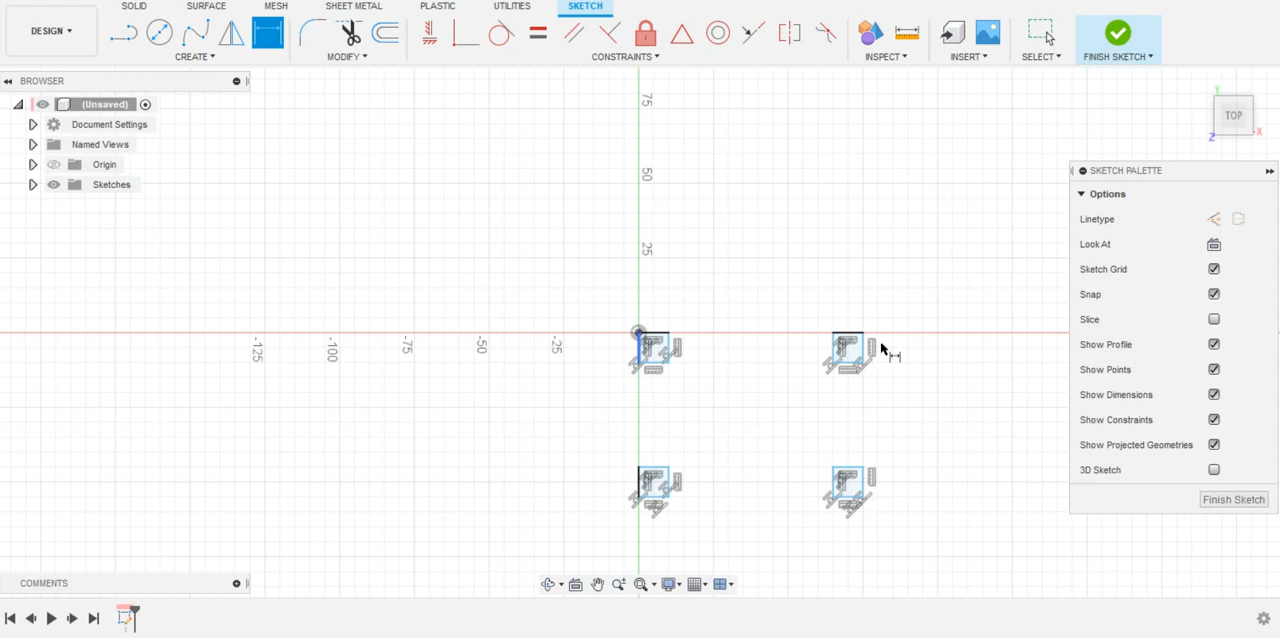 SOLID SURFACE MESH SHEET METAL PLASTIC UTILITIES SKETCH
DESIGN
CREATE MODIFY CONSTRAINTS INSPECT INSERT SELECT FINISH SKETCH
BROWSER
(Unsaved)
Document Settings
Named Views
Origin
Sketches
75
50
25
-125
-100
-75
-50
-25
Y
TOP
X
Z
SKETCH PALETTE
Options
Linetype
Look At
Sketch Grid
Snap
Slice
Show Profile
Show Points
Show Dimensions
Show Constraints
Show Projected Geometries
3D Sketch
Finish Sketch
COMMENTS